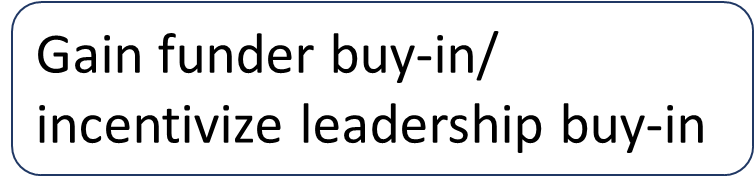 Gain funder buy-in/
incentivize leadership buy-in